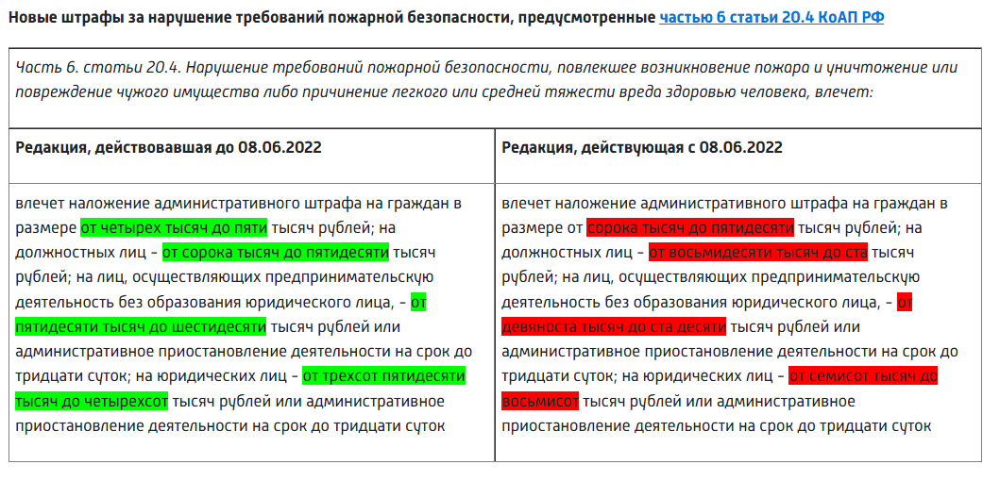 Новые штрафы за нарушение требований пожарной безопасности, предусмотренные частью 6 статьи 20.4 КоАП РФ
Часть 6. статьи 20.4. Нарушение требований пожарной безопасности, повлекшее возникновение пожара и уничтожение или
повреждение чужого имущества либо причинение легкого или средней тяжести вреда здоровью человека, влечет:
Редакция, действовавшая до 08.06.2022
влечет наложение административного штрафа на граждан в
размере от четырех тысяч до пяти тысяч рублей; на
должностных лиц – от сорока тысяч до пятидесяти тысяч
рублей; на лиц, осуществляющих предпринимательскую
деятельность без образования юридического лица, – от
пятидесяти тысяч до шестидесяти тысяч рублей или
административное приостановление деятельности на срок до
тридцати суток; на юридических лиц – от трехсот пятидесяти
тысяч до четырехсот тысяч рублей или административное
приостановление деятельности на срок до тридцати суток
Редакция, действующая с 08.06.2022
влечет наложение административного штрафа на граждан в
размере от сорока тысяч до пятидесяти тысяч рублей; на
должностных лиц – от восьмидесяти тысяч до ста тысяч
рублей; на лиц, осуществляющих предпринимательскую
деятельность без образования юридического лица, – от
девяноста тысяч до ста десяти тысяч рублей или
административное приостановление деятельности на срок до
тридцати суток; на юридических лиц – от семисот тысяч до
восьмисот тысяч рублей или административное
приостановление деятельности на срок до тридцати суток